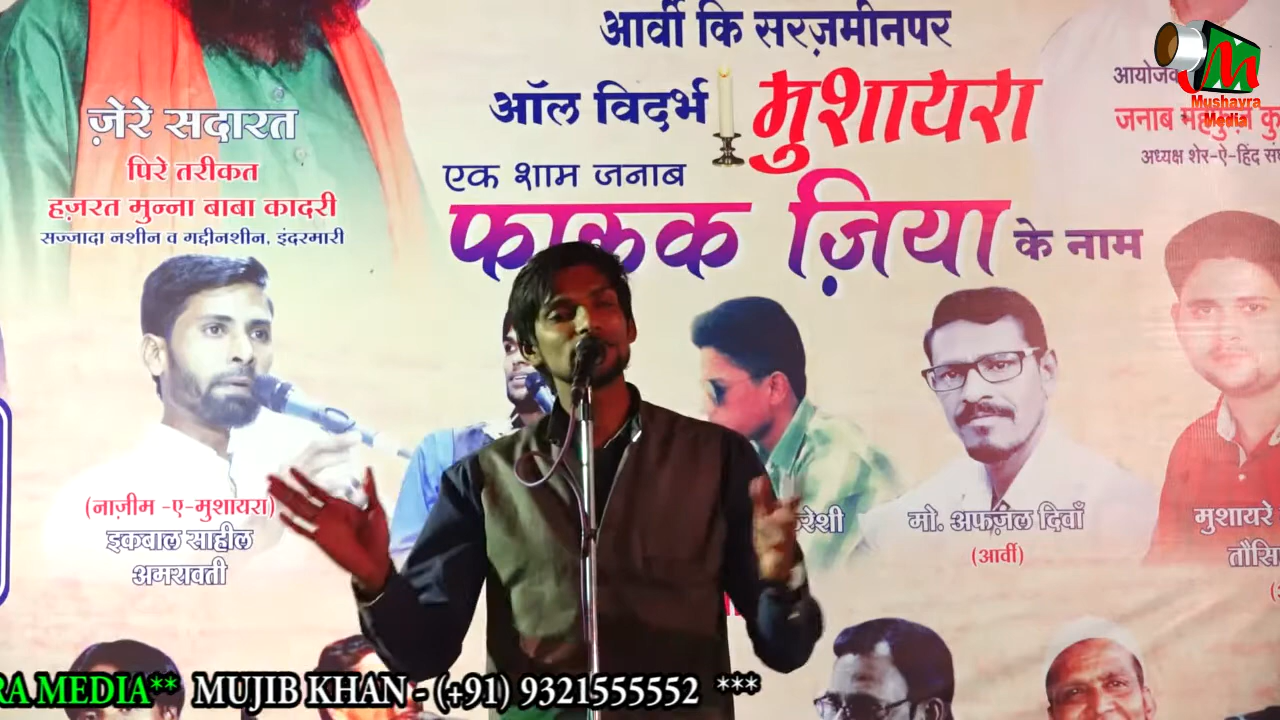 आर्वी कि सरज़मीनपर
ऑल विदर्भ मुशायरा
एक शाम जनाब
फारुक ज़िया के नाम
ज़ेरे सदारत
पिरे तरीकत
हज़रत मुन्ना बाबा कादरी
सज्जादा नशीन व गद्दीनशीन, इंदरमारी
जनाब
अध्यक्ष शेर-ऐ-हिंद
Mushayra
Media
(नाज़ीम -ए-मुशायरा)
इकबाल साहील
अमरावती
रेशी
मो. अफज़ल दिवाँ
(आर्वी)
मुशायरे
तौसि
RA MEDIA** MUJIB KHAN - (+91) 9321555552 ***